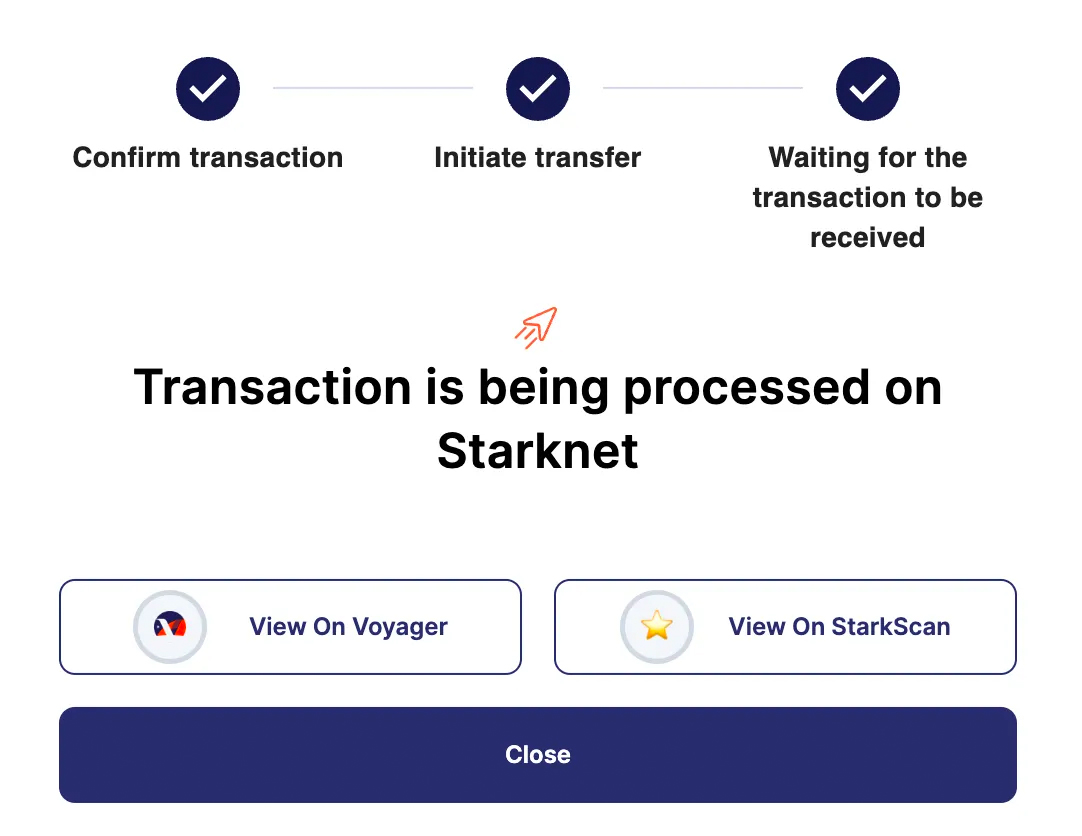 Confirm transaction
Initiate transfer
Waiting for the
transaction to be
received
Transaction is being processed on
Starknet
View On Voyager
View On StarkScan
Close